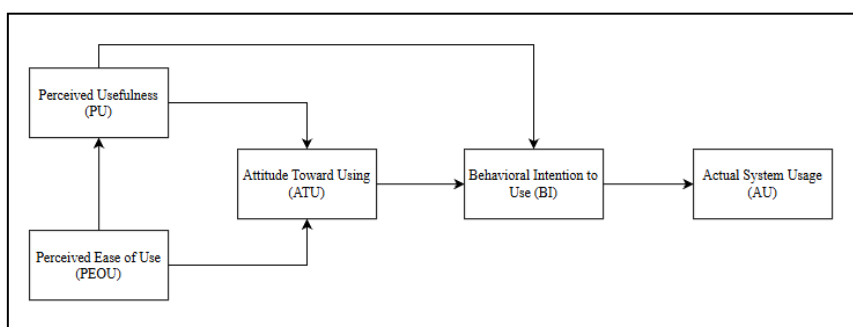 Perceived Usefulness
(PU)
Attitude Toward Using
(ATU)
Behavioral Intention to
Use (BI)
Actual System Usage
(AU)
Perceived Ease of Use
(PEOU)